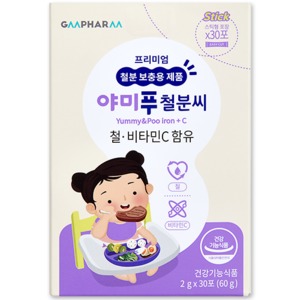 GAAPHARAA
Stick
스틱형 포장
x30포
프리미엄
철분 보충용 제품
야미푸 철분씨
Yummy&Poo iron + C
철·비타민C 함유
철
비타민C
건강
기능식품
건강기능식품
2 g x 30포 (60 g)